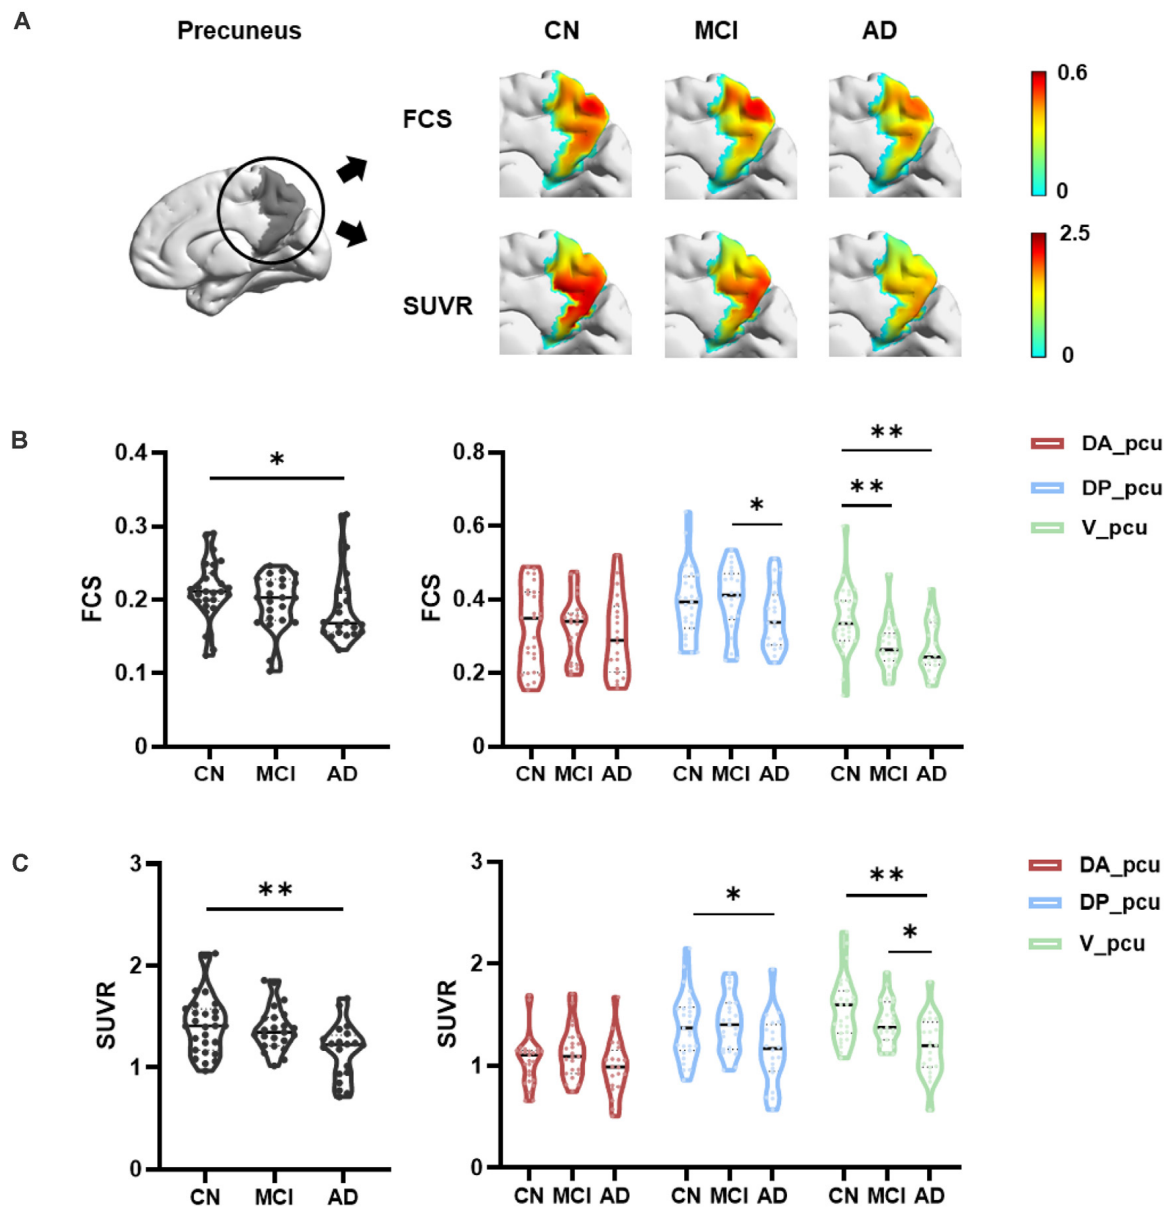 A
Precuneus
CN MCI AD
FCS
0.6
0
SUVR
2.5
0
B
FCS
0.4
0.3
0.2
0.1
0
*
CN MCI AD
FCS
0.8
0.6
0.4
0.2
0
*
**
**
CN MCI AD CN MCI AD CN MCI AD
DA_pcu
DP_pcu
V_pcu
C
SUVR
3
2
1
0
**
CN MCI AD
SUVR
3
2
1
0
*
**
*
CN MCI AD CN MCI AD CN MCI AD
DA_pcu
DP_pcu
V_pcu